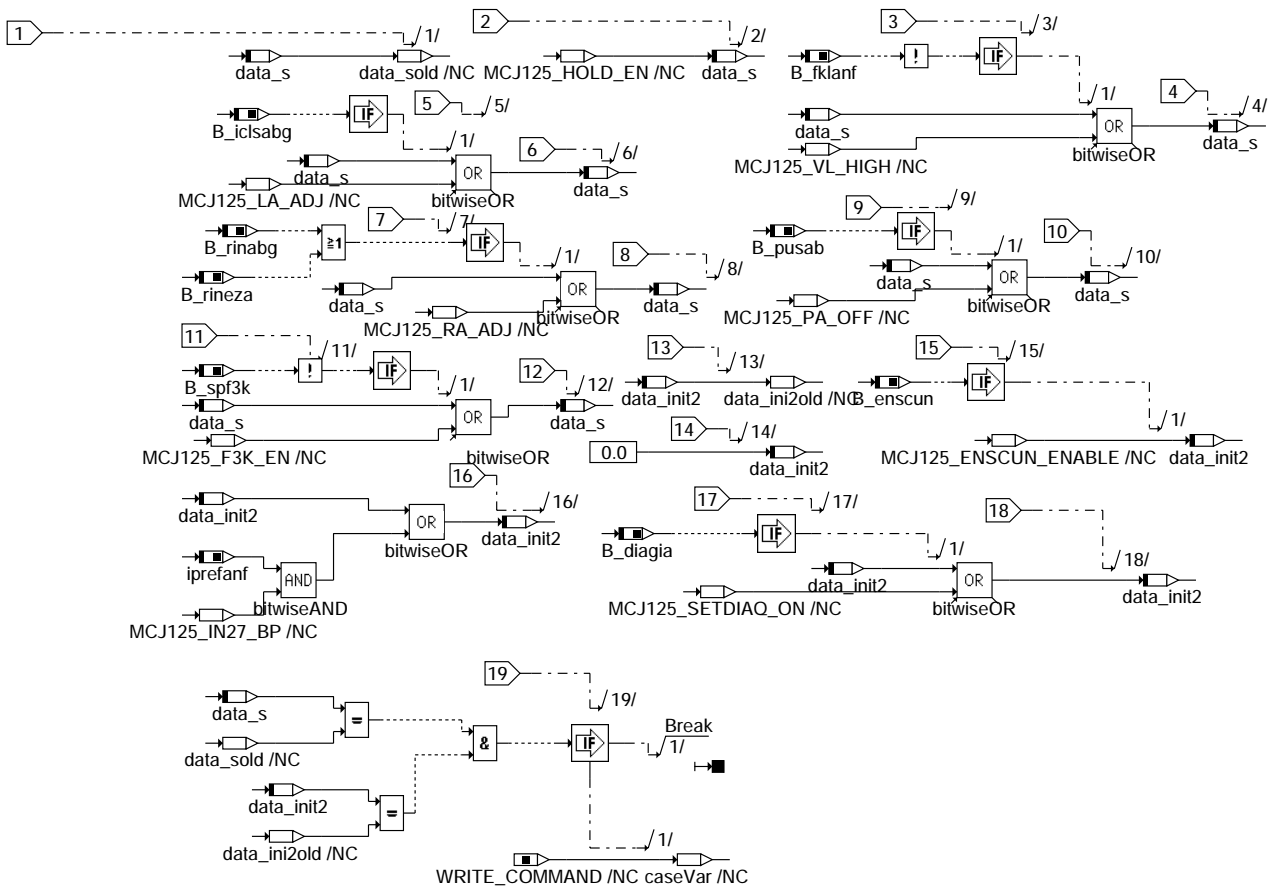 1
1/
data_s
data_sold /NC
2
2/
MCJ125_HOLD_EN /NC
data_s
3
3/
B_fklanf
!
IF
1/
data_s
MCJ125_VL_HIGH /NC
OR
bitwiseOR
4
4/
data_s
B_iclsabg
IF
5
5/
1/
data_s
MCJ125_LA_ADJ /NC
OR
bitwiseOR
6
6/
data_s
7
7/
B_rinabg
B_rineza
≥1
IF
1/
data_s
MCJ125_RA_ADJ /NC
OR
bitwiseOR
8
8/
data_s
9
9/
B_pusab
IF
1/
data_s
MCJ125_PA_OFF /NC
OR
bitwiseOR
10
10/
data_s
11
11/
B_spf3k
!
IF
1/
data_s
MCJ125_F3K_EN /NC
OR
bitwiseOR
12
12/
data_s
13
13/
data_init2
data_ini2old /NC
14
14/
0.0
data_init2
15
15/
B_enscun
IF
1/
MCJ125_ENSCUN_ENABLE /NC
data_init2
16
16/
data_init2
iprefanf
MCJ125_IN27_BP /NC
AND
bitwiseAND
OR
bitwiseOR
data_init2
17
17/
B_diagia
IF
1/
data_init2
MCJ125_SETDIAQ_ON /NC
OR
bitwiseOR
18
18/
data_init2
19
19/
data_s
data_sold /NC
=
data_init2
data_ini2old /NC
=
&
IF
Break
1/
1/
WRITE_COMMAND /NC
caseVar /NC